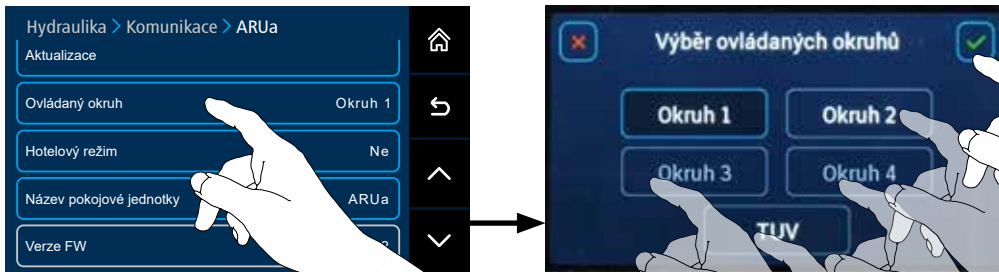 Hydraulika > Komunikace > ARUa
Aktualizace
Ovládaný okruh Okruh 1
Hotelový režim Ne
Název pokojové jednotky ARUa
Verze FW
Výběr ovládaných okruhů
Okruh 1 Okruh 2
Okruh 3 Okruh 4
TUV